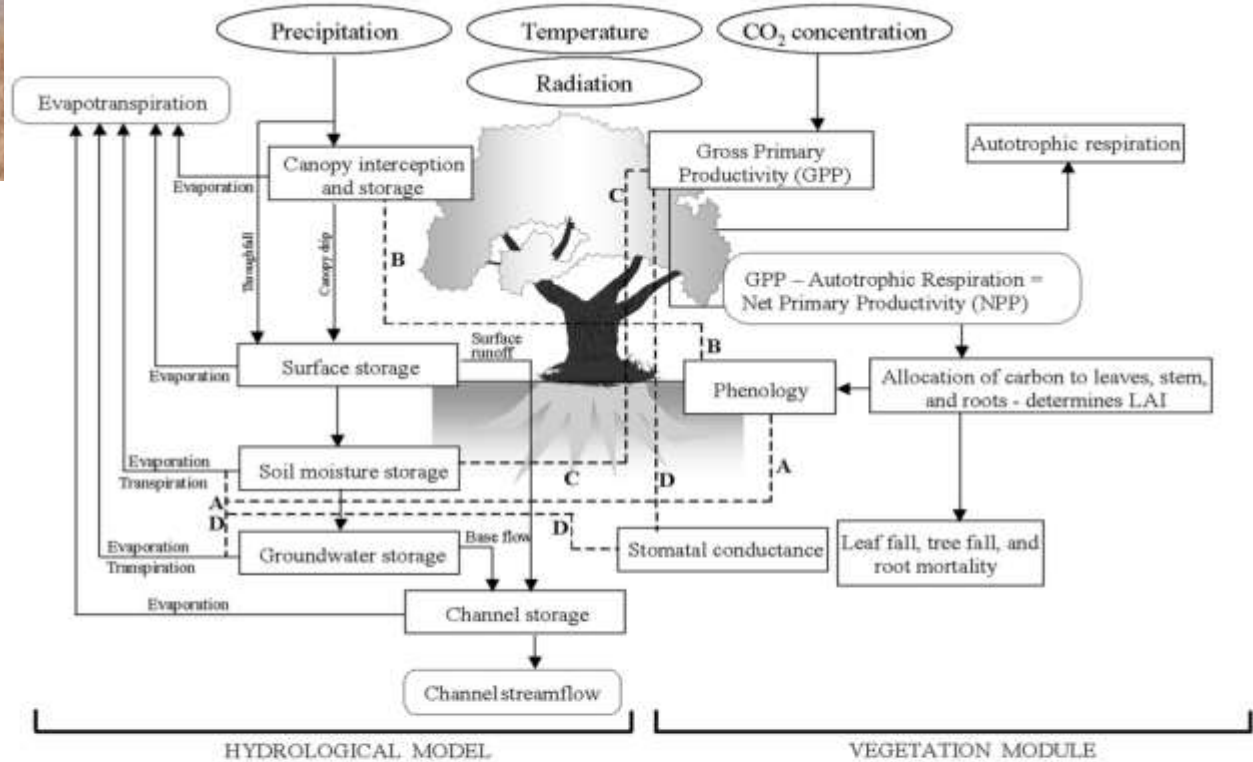 Precipitation
Temperature
CO₂ concentration
Radiation
Evapotranspiration
Canopy interception
and storage
Gross Primary
Productivity (GPP)
Autotrophic respiration
Evaporation
C
Throughfall
Canopy drip
B
GPP – Autotrophic Respiration =
Net Primary Productivity (NPP)
Surface
runoff
B
Evaporation
Surface storage
Phenology
Allocation of carbon to leaves, stem,
and roots - determines LAI
Evaporation
Transpiration
Soil moisture storage
C
D
A
A
D
D
Evaporation
Transpiration
Groundwater storage
Base flow
Stomatal conductance
Leaf fall, tree fall, and
root mortality
Evaporation
Channel storage
Channel streamflow
HYDROLOGICAL MODEL
VEGETATION MODULE